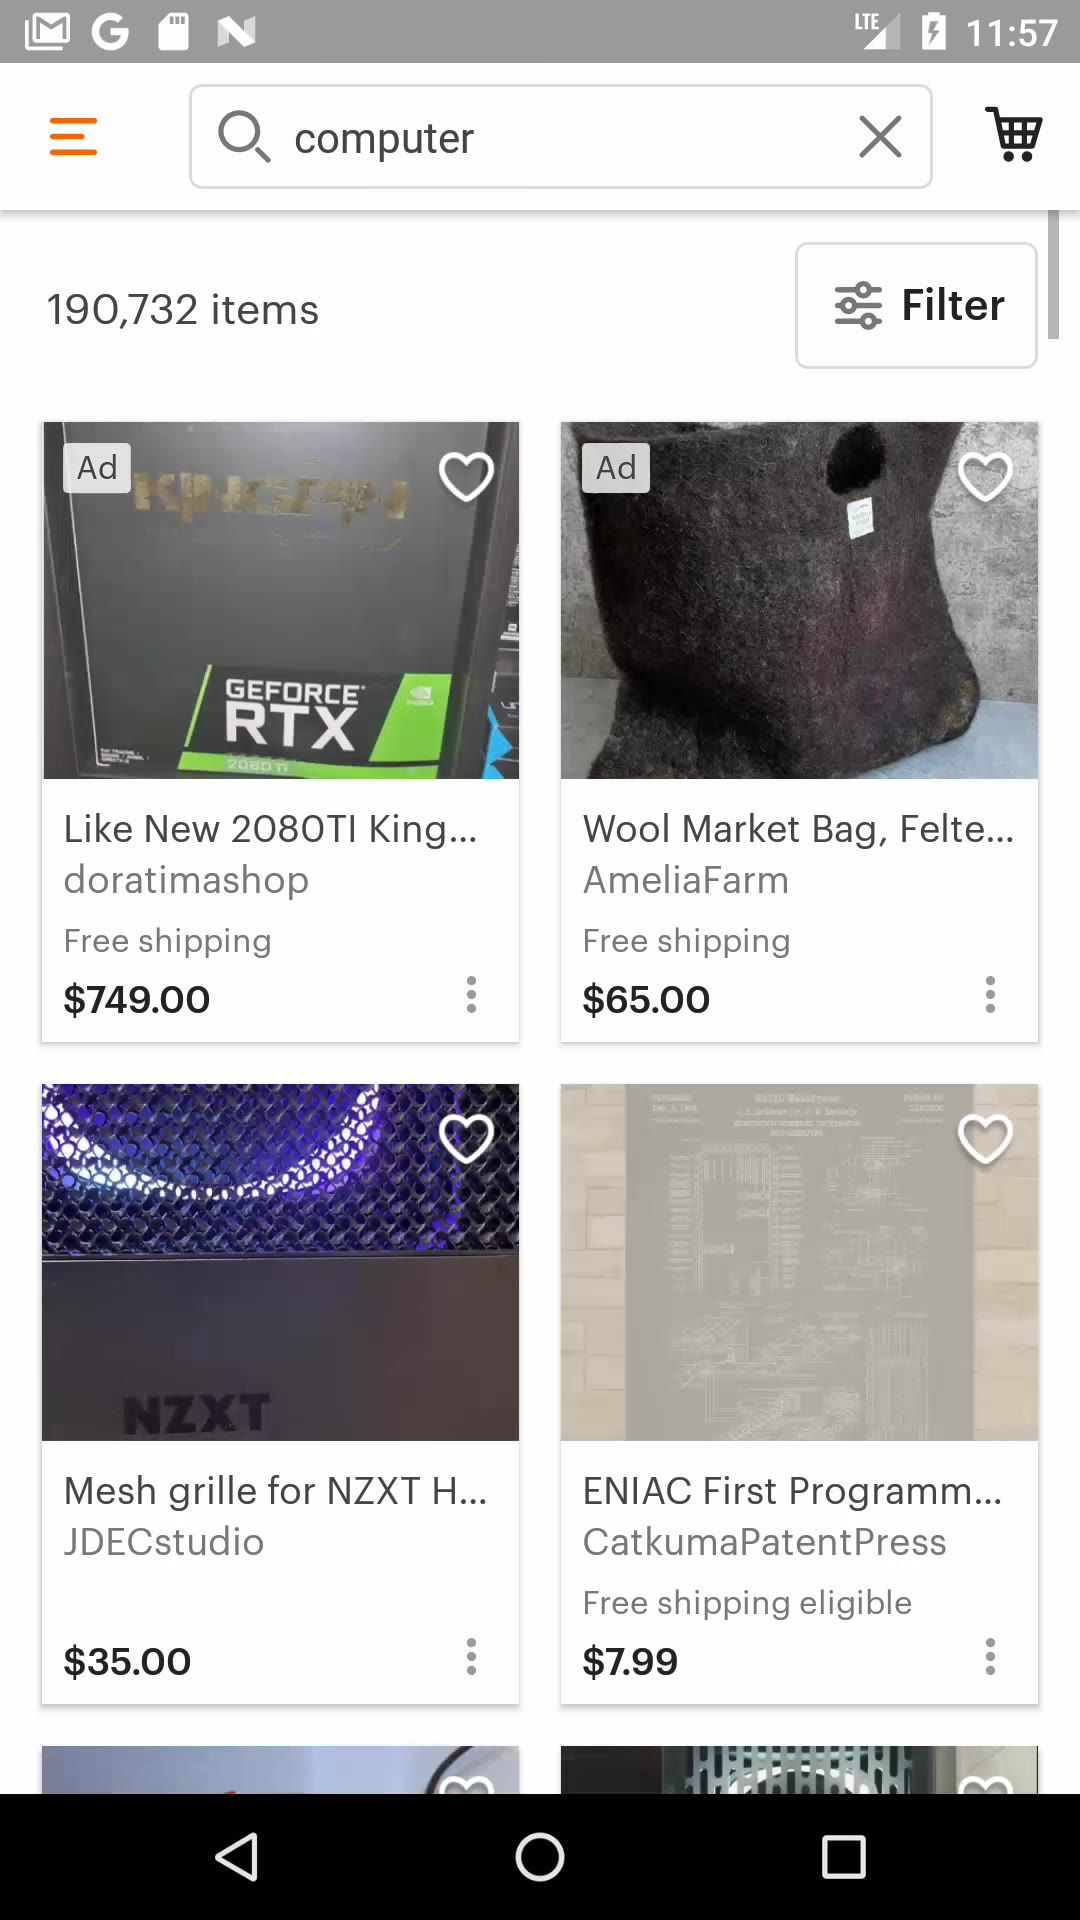 LTE 11:57
computer
190,732 items
Filter
Ad
KINGPIN
GEFORCE
RTX
2080 TI
Ad
Like New 2080TI King...
doratimashop
Free shipping
$749.00
Wool Market Bag, Felte...
AmeliaFarm
Free shipping
$65.00
NZXT
Mesh grille for NZXT H...
JDECstudio
$35.00
ENIAC First Programm...
CatkumaPatentPress
Free shipping eligible
$7.99